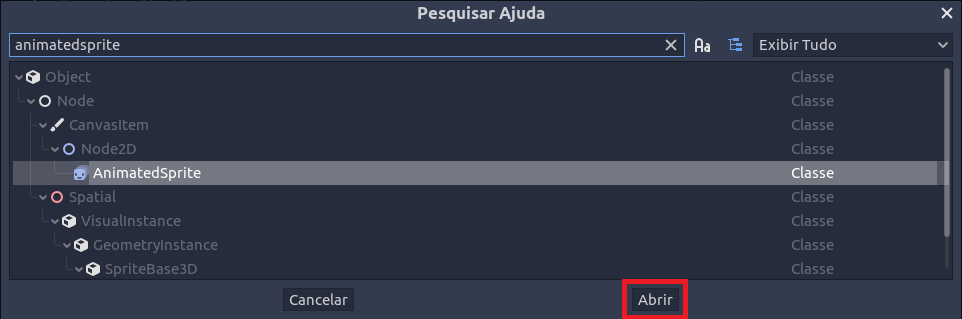 Pesquisar Ajuda
animatedsprite Aa Exibir Tudo
Object Classe
Node Classe
CanvasItem Classe
Node2D Classe
AnimatedSprite Classe
Spatial Classe
VisualInstance Classe
GeometryInstance Classe
SpriteBase3D Classe
Cancelar Abrir